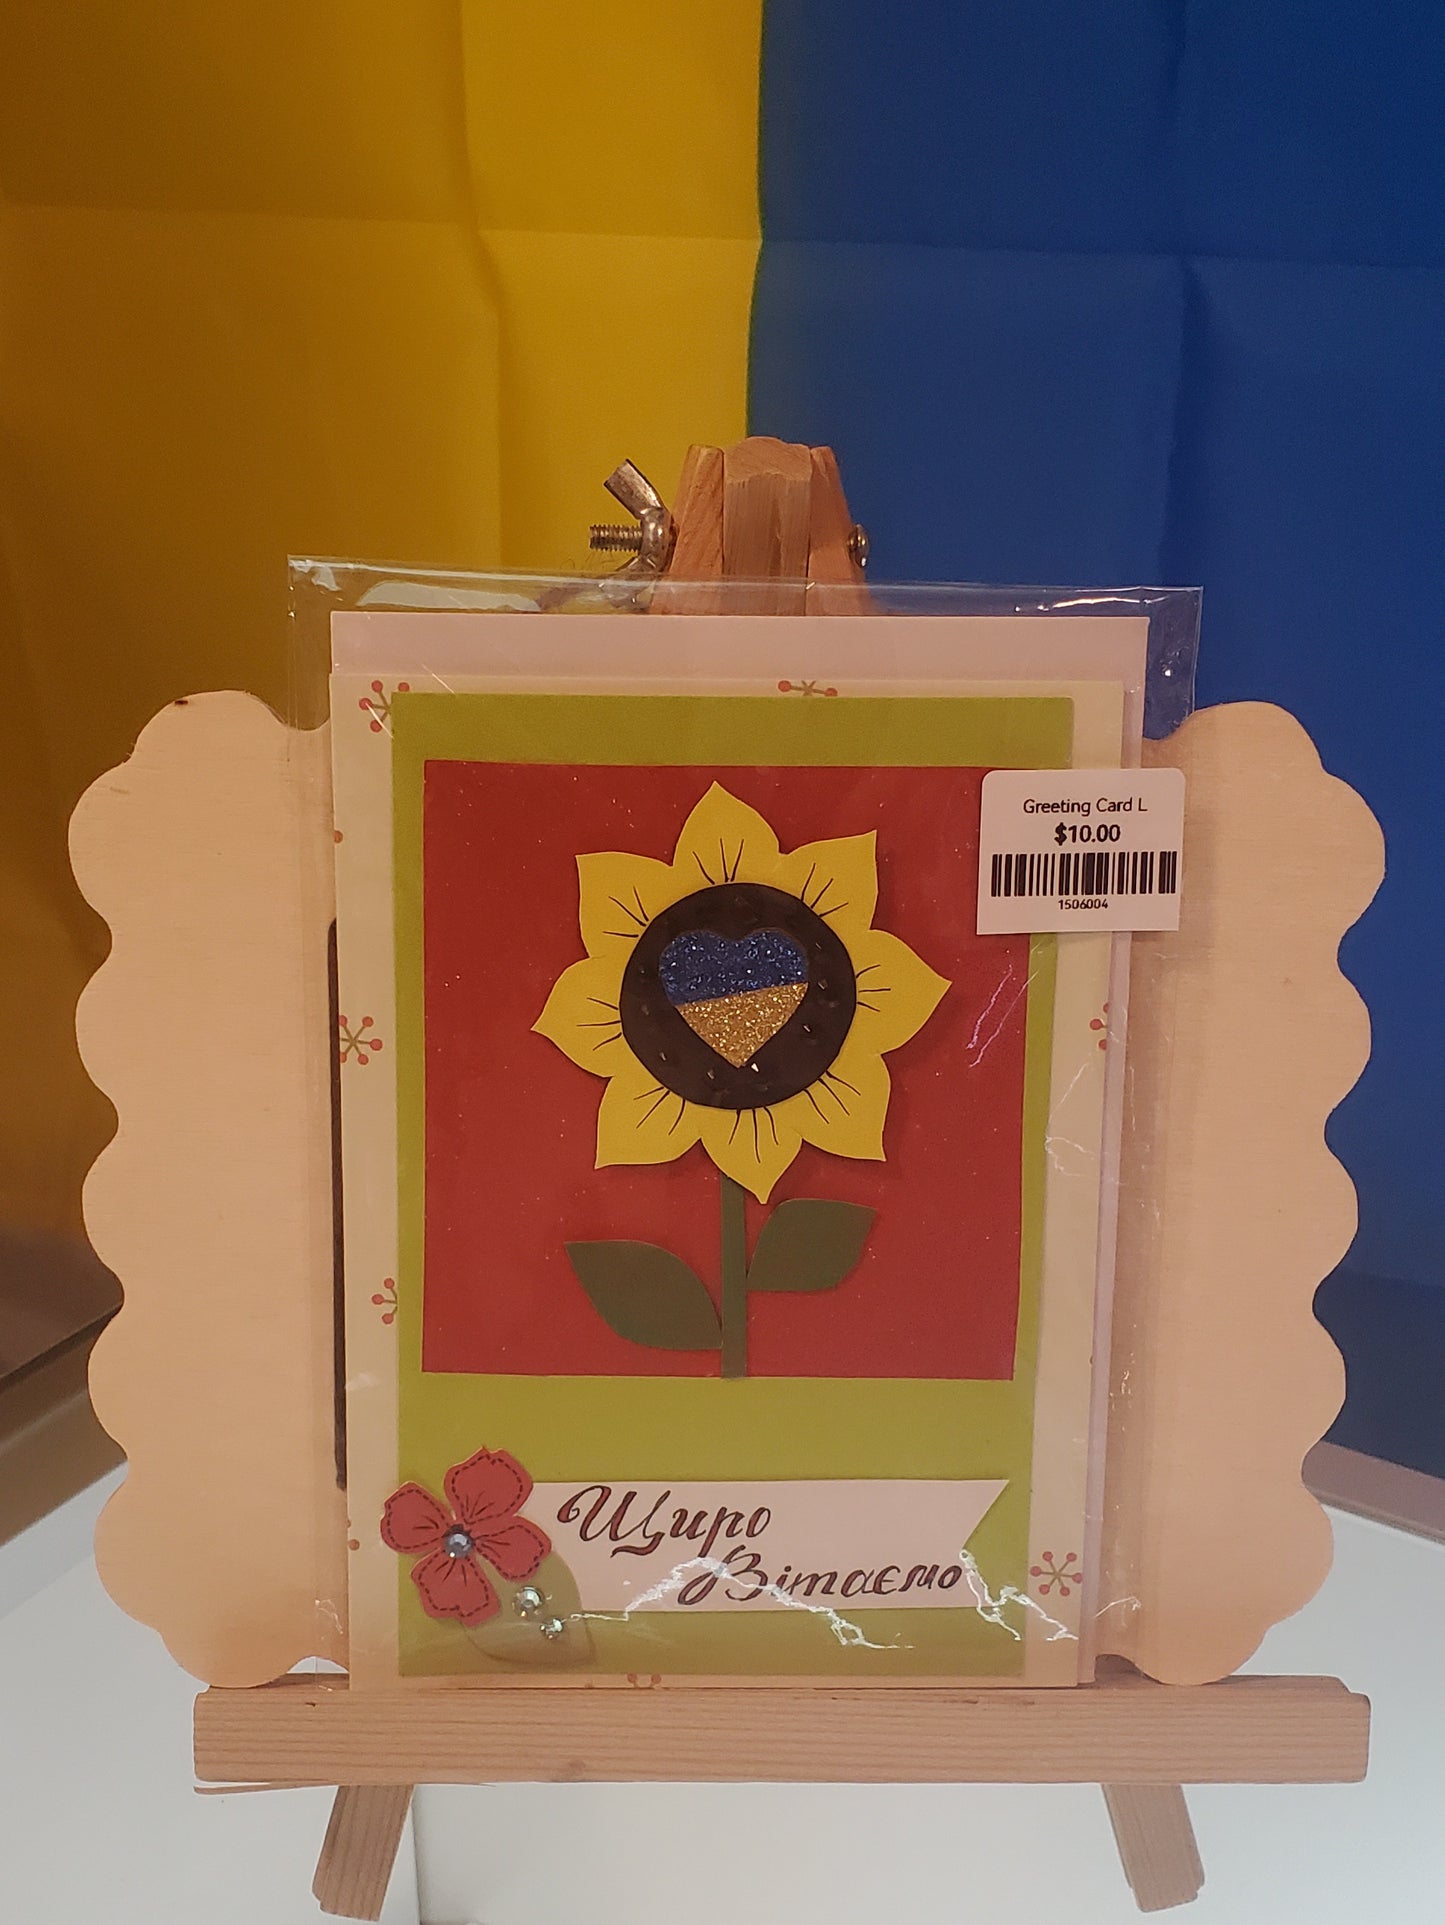 Greeting Card L
$10.00
1506004
Щиро
Вітаємо